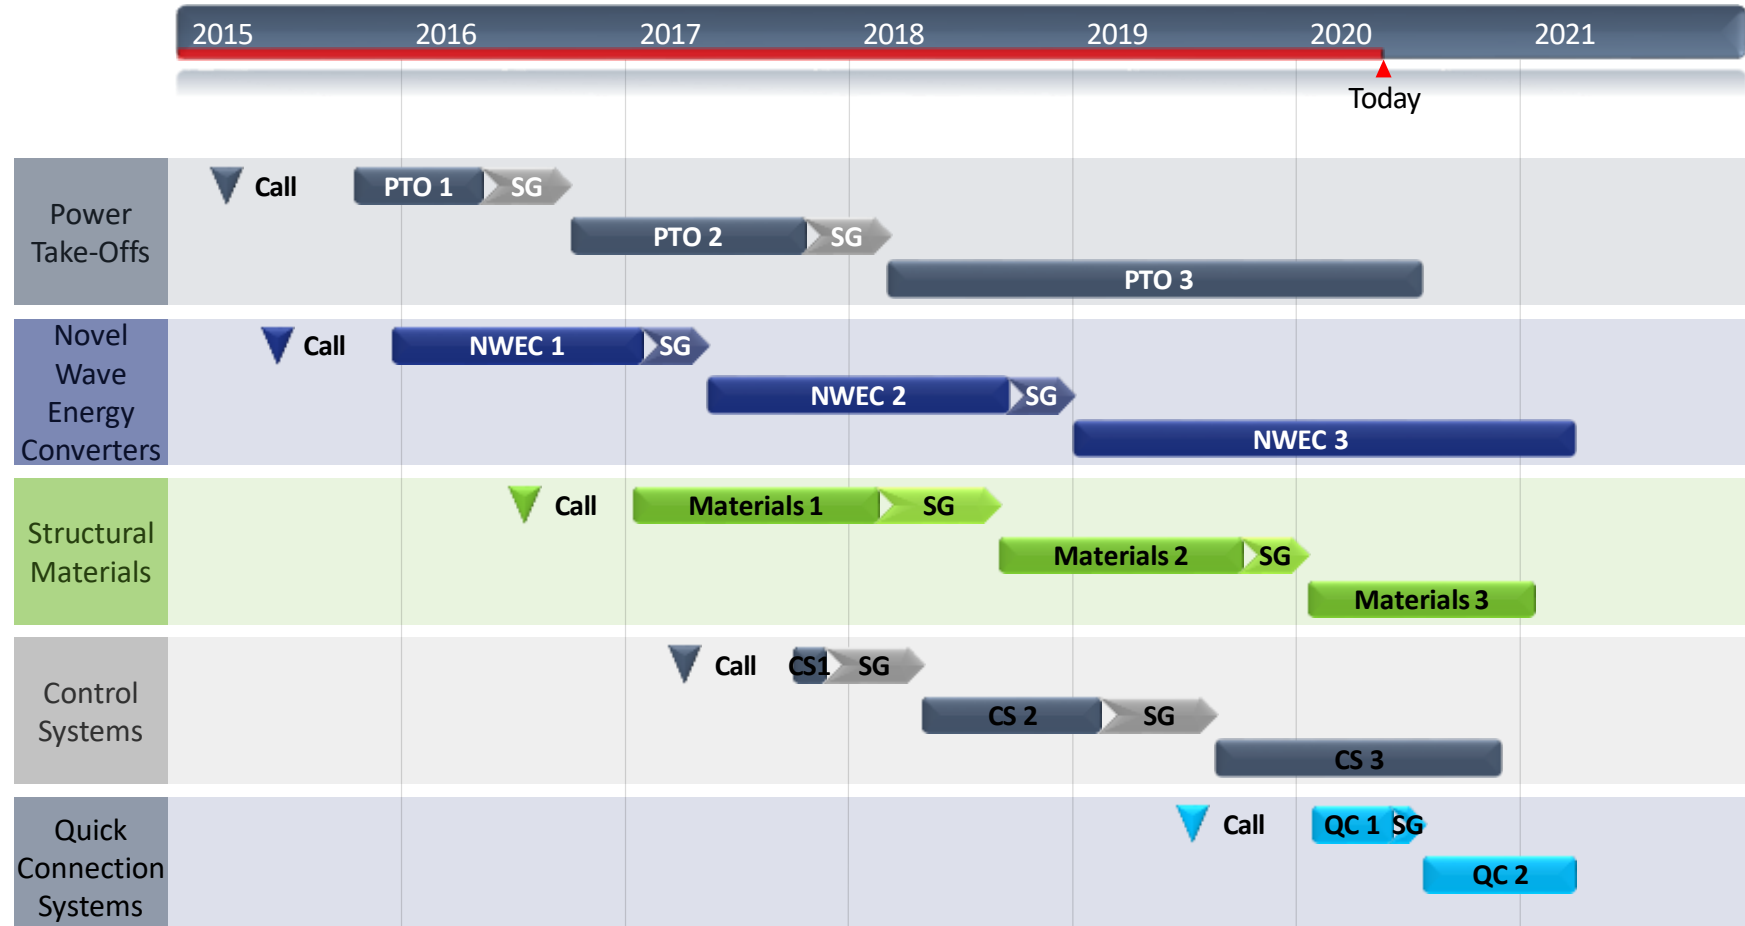 2015 2016 2017 2018 2019 2020 2021
Today
Power
Take-Offs
Call PTO 1 SG
PTO 2 SG
PTO 3
Novel
Wave
Energy
Converters
Call NWEC 1 SG
NWEC 2 SG
NWEC 3
Structural
Materials
Call Materials 1 SG
Materials 2 SG
Materials 3
Control
Systems
Call CS1 SG
CS 2 SG
CS 3
Quick
Connection
Systems
Call QC 1 SG
QC 2